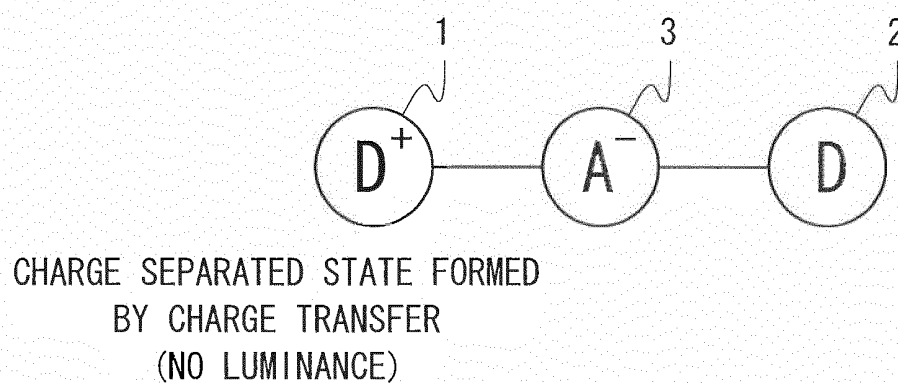 1 3 2
D+ A− D
CHARGE SEPARATED STATE FORMED
BY CHARGE TRANSFER
(NO LUMINANCE)